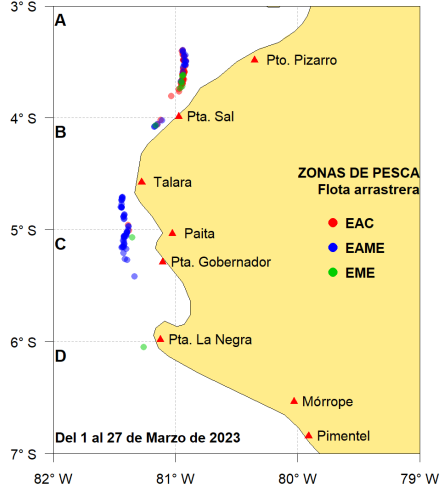 3° S
A
Pto. Pizarro
4° S
Pta. Sal
B
ZONAS DE PESCA
Flota arrastrera
Talara
EAC
5° S
Paita
C
EAME
Pta. Gobernador
EME
6° S
Pta. La Negra
D
Mórrope
Del 1 al 27 de Marzo de 2023
Pimentel
7° S
82° W
81° W
80° W
79° W